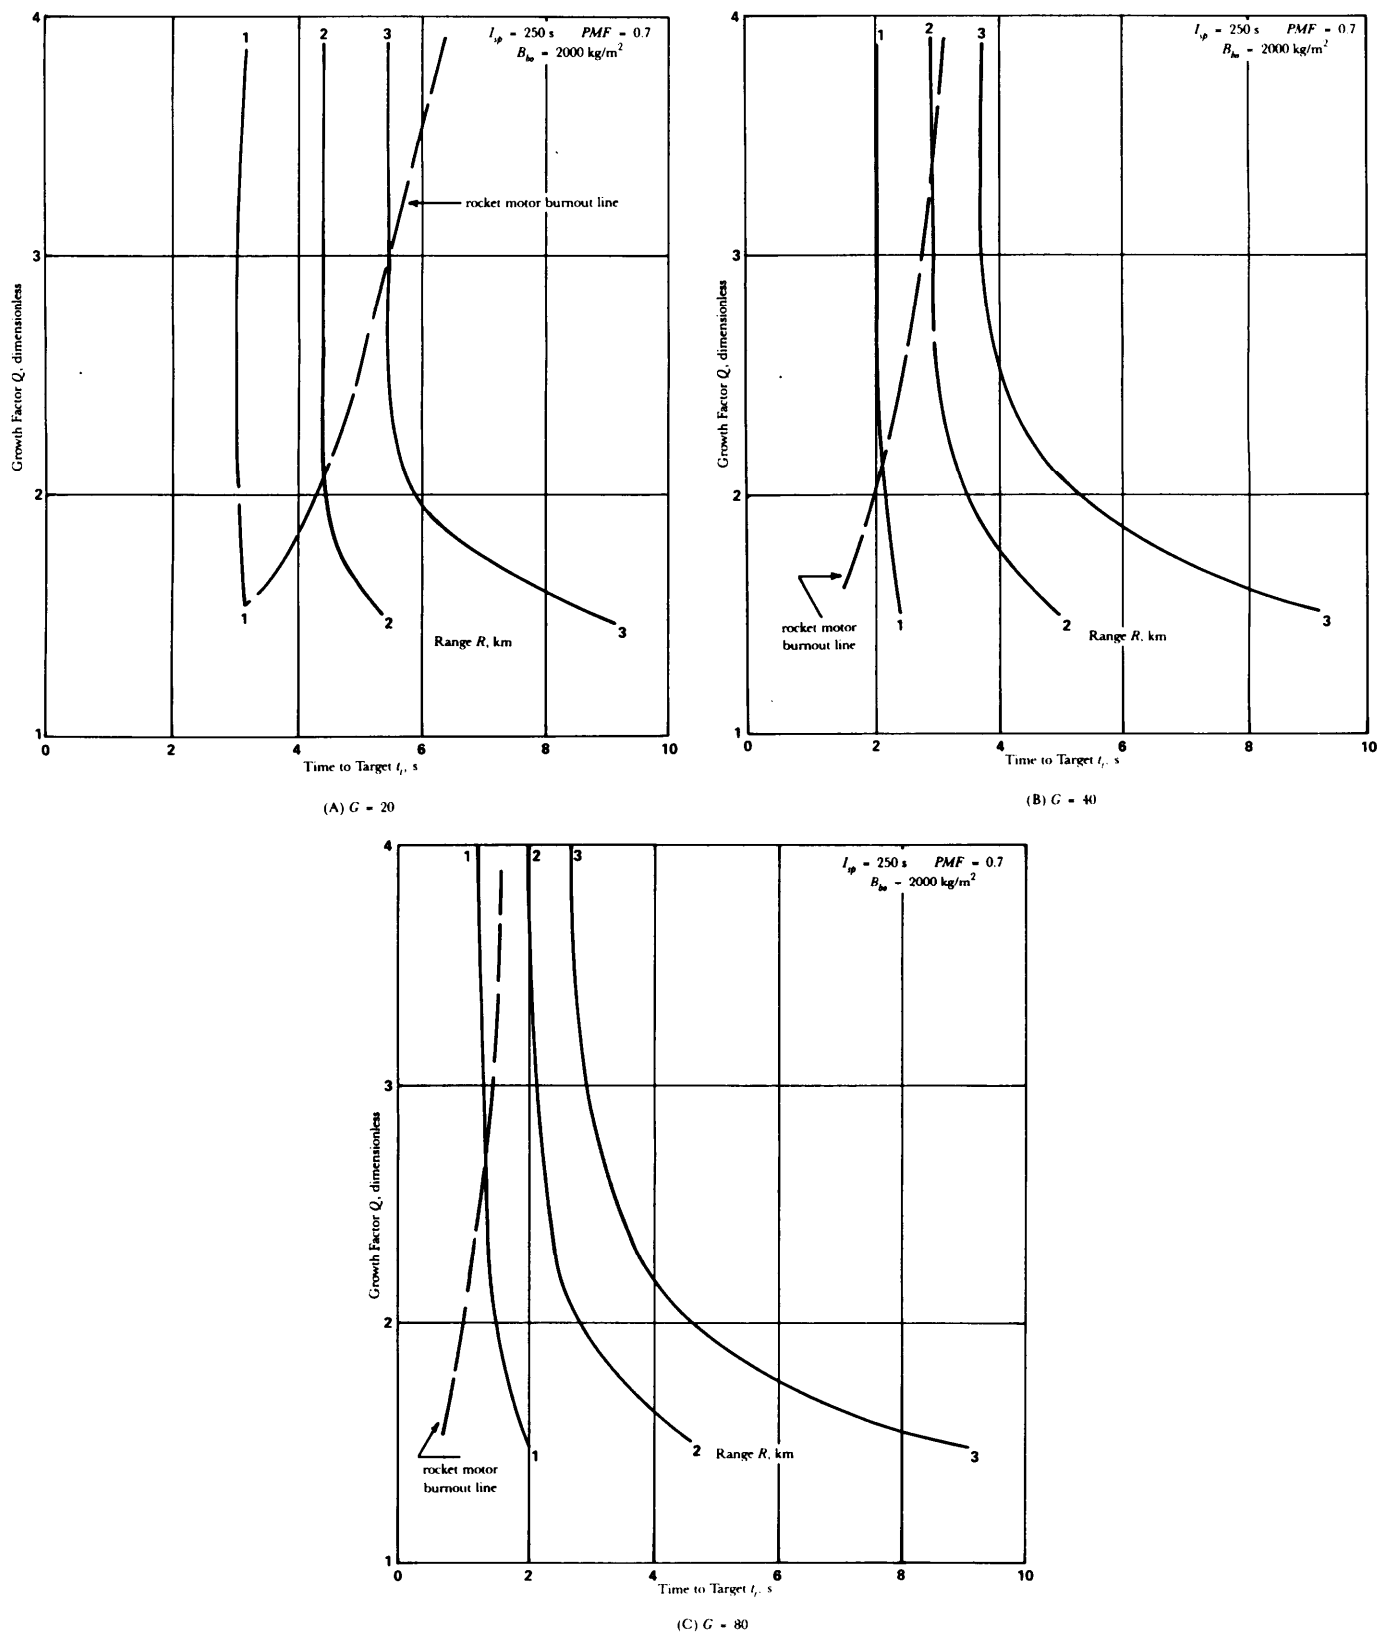 4
3
2
1
Growth Factor Q, dimensionless
1 2 3
I_sp = 250 s PMF = 0.7
B_bo = 2000 kg/m²
rocket motor burnout line
1 2 3
Range R, km
0 2 4 6 8 10
Time to Target t_t, s
(A) G = 20
4
3
2
1
Growth Factor Q, dimensionless
1 2 3
I_sp = 250 s PMF = 0.7
B_bo = 2000 kg/m²
rocket motor
burnout line
1 2 3
Range R, km
0 2 4 6 8 10
Time to Target t_t, s
(B) G = 40
4
3
2
1
Growth Factor Q, dimensionless
1 2 3
I_sp = 250 s PMF = 0.7
B_bo = 2000 kg/m²
1 2 3
Range R, km
rocket motor
burnout line
0 2 4 6 8 10
Time to Target t_t, s
(C) G = 80